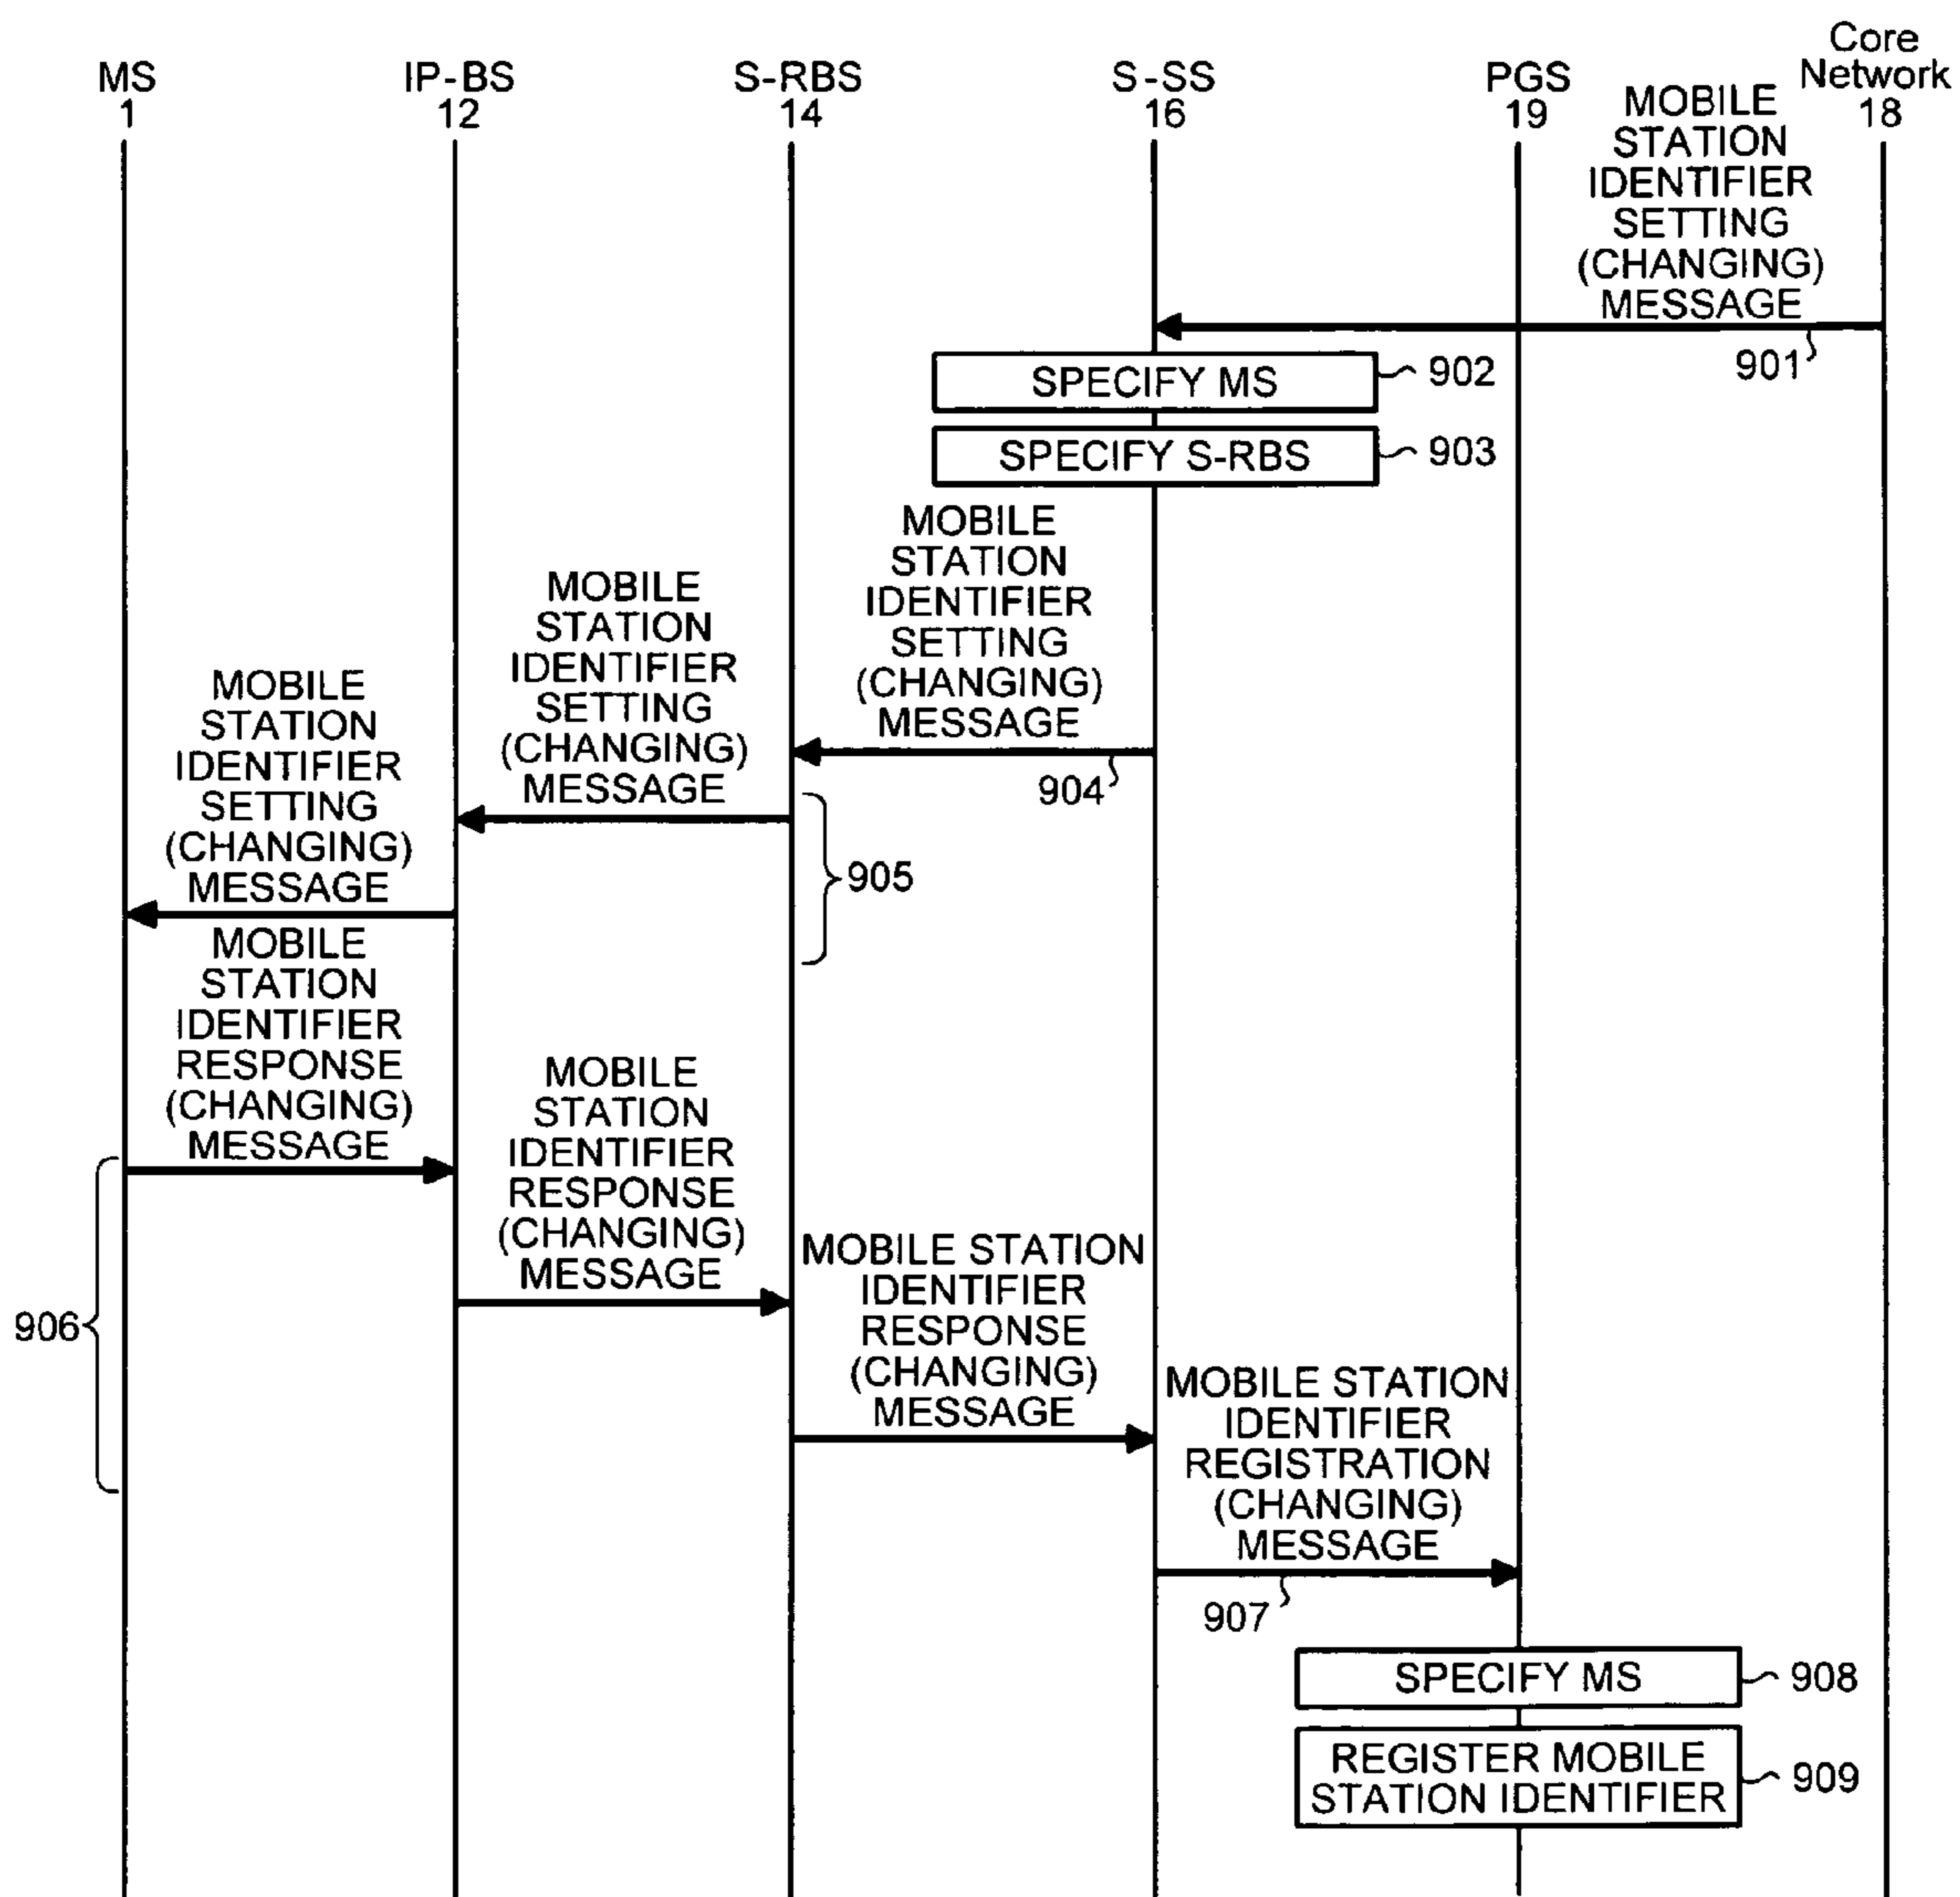 MS
1
IP-BS
12
S-RBS
14
S-SS
16
PGS
19
Core
Network
18
MOBILE
STATION
IDENTIFIER
SETTING
(CHANGING)
MESSAGE
901
SPECIFY MS
902
SPECIFY S-RBS
903
MOBILE
STATION
IDENTIFIER
SETTING
(CHANGING)
MESSAGE
904
MOBILE
STATION
IDENTIFIER
SETTING
(CHANGING)
MESSAGE
905
MOBILE
STATION
IDENTIFIER
SETTING
(CHANGING)
MESSAGE
MOBILE
STATION
IDENTIFIER
RESPONSE
(CHANGING)
MESSAGE
906
MOBILE
STATION
IDENTIFIER
RESPONSE
(CHANGING)
MESSAGE
MOBILE STATION
IDENTIFIER
RESPONSE
(CHANGING)
MESSAGE
MOBILE STATION
IDENTIFIER
REGISTRATION
(CHANGING)
MESSAGE
907
SPECIFY MS
908
REGISTER MOBILE
STATION IDENTIFIER
909